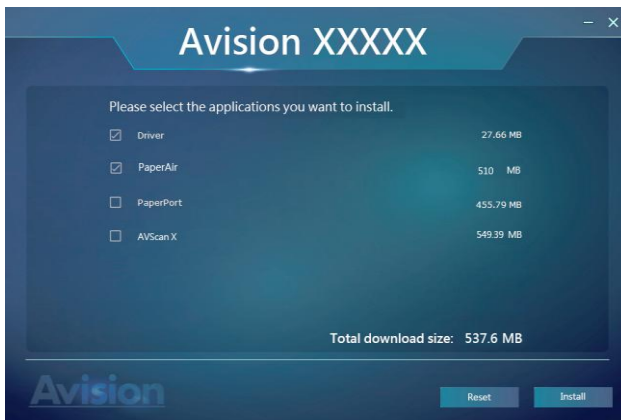 Avision XXXXX
Please select the applications you want to install.
Driver 27.66 MB
PaperAir 510 MB
PaperPort 455.79 MB
AVScan X 549.39 MB
Total download size: 537.6 MB
Avision
Reset Install